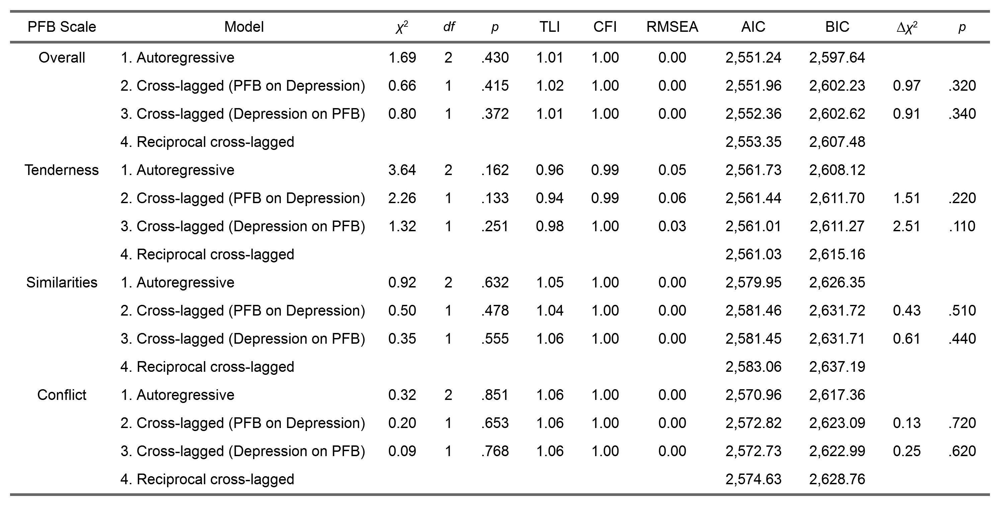 PFB Scale Model χ² df p TLI CFI RMSEA AIC BIC Δχ² p
Overall 1. Autoregressive 1.69 2 .430 1.01 1.00 0.00 2,551.24 2,597.64
2. Cross-lagged (PFB on Depression) 0.66 1 .415 1.02 1.00 0.00 2,551.96 2,602.23 0.97 .320
3. Cross-lagged (Depression on PFB) 0.80 1 .372 1.01 1.00 0.00 2,552.36 2,602.62 0.91 .340
4. Reciprocal cross-lagged 2,553.35 2,607.48
Tenderness 1. Autoregressive 3.64 2 .162 0.96 0.99 0.05 2,561.73 2,608.12
2. Cross-lagged (PFB on Depression) 2.26 1 .133 0.94 0.99 0.06 2,561.44 2,611.70 1.51 .220
3. Cross-lagged (Depression on PFB) 1.32 1 .251 0.98 1.00 0.03 2,561.01 2,611.27 2.51 .110
4. Reciprocal cross-lagged 2,561.03 2,615.16
Similarities 1. Autoregressive 0.92 2 .632 1.05 1.00 0.00 2,579.95 2,626.35
2. Cross-lagged (PFB on Depression) 0.50 1 .478 1.04 1.00 0.00 2,581.46 2,631.72 0.43 .510
3. Cross-lagged (Depression on PFB) 0.35 1 .555 1.06 1.00 0.00 2,581.45 2,631.71 0.61 .440
4. Reciprocal cross-lagged 2,583.06 2,637.19
Conflict 1. Autoregressive 0.32 2 .851 1.06 1.00 0.00 2,570.96 2,617.36
2. Cross-lagged (PFB on Depression) 0.20 1 .653 1.06 1.00 0.00 2,572.82 2,623.09 0.13 .720
3. Cross-lagged (Depression on PFB) 0.09 1 .768 1.06 1.00 0.00 2,572.73 2,622.99 0.25 .620
4. Reciprocal cross-lagged 2,574.63 2,628.76